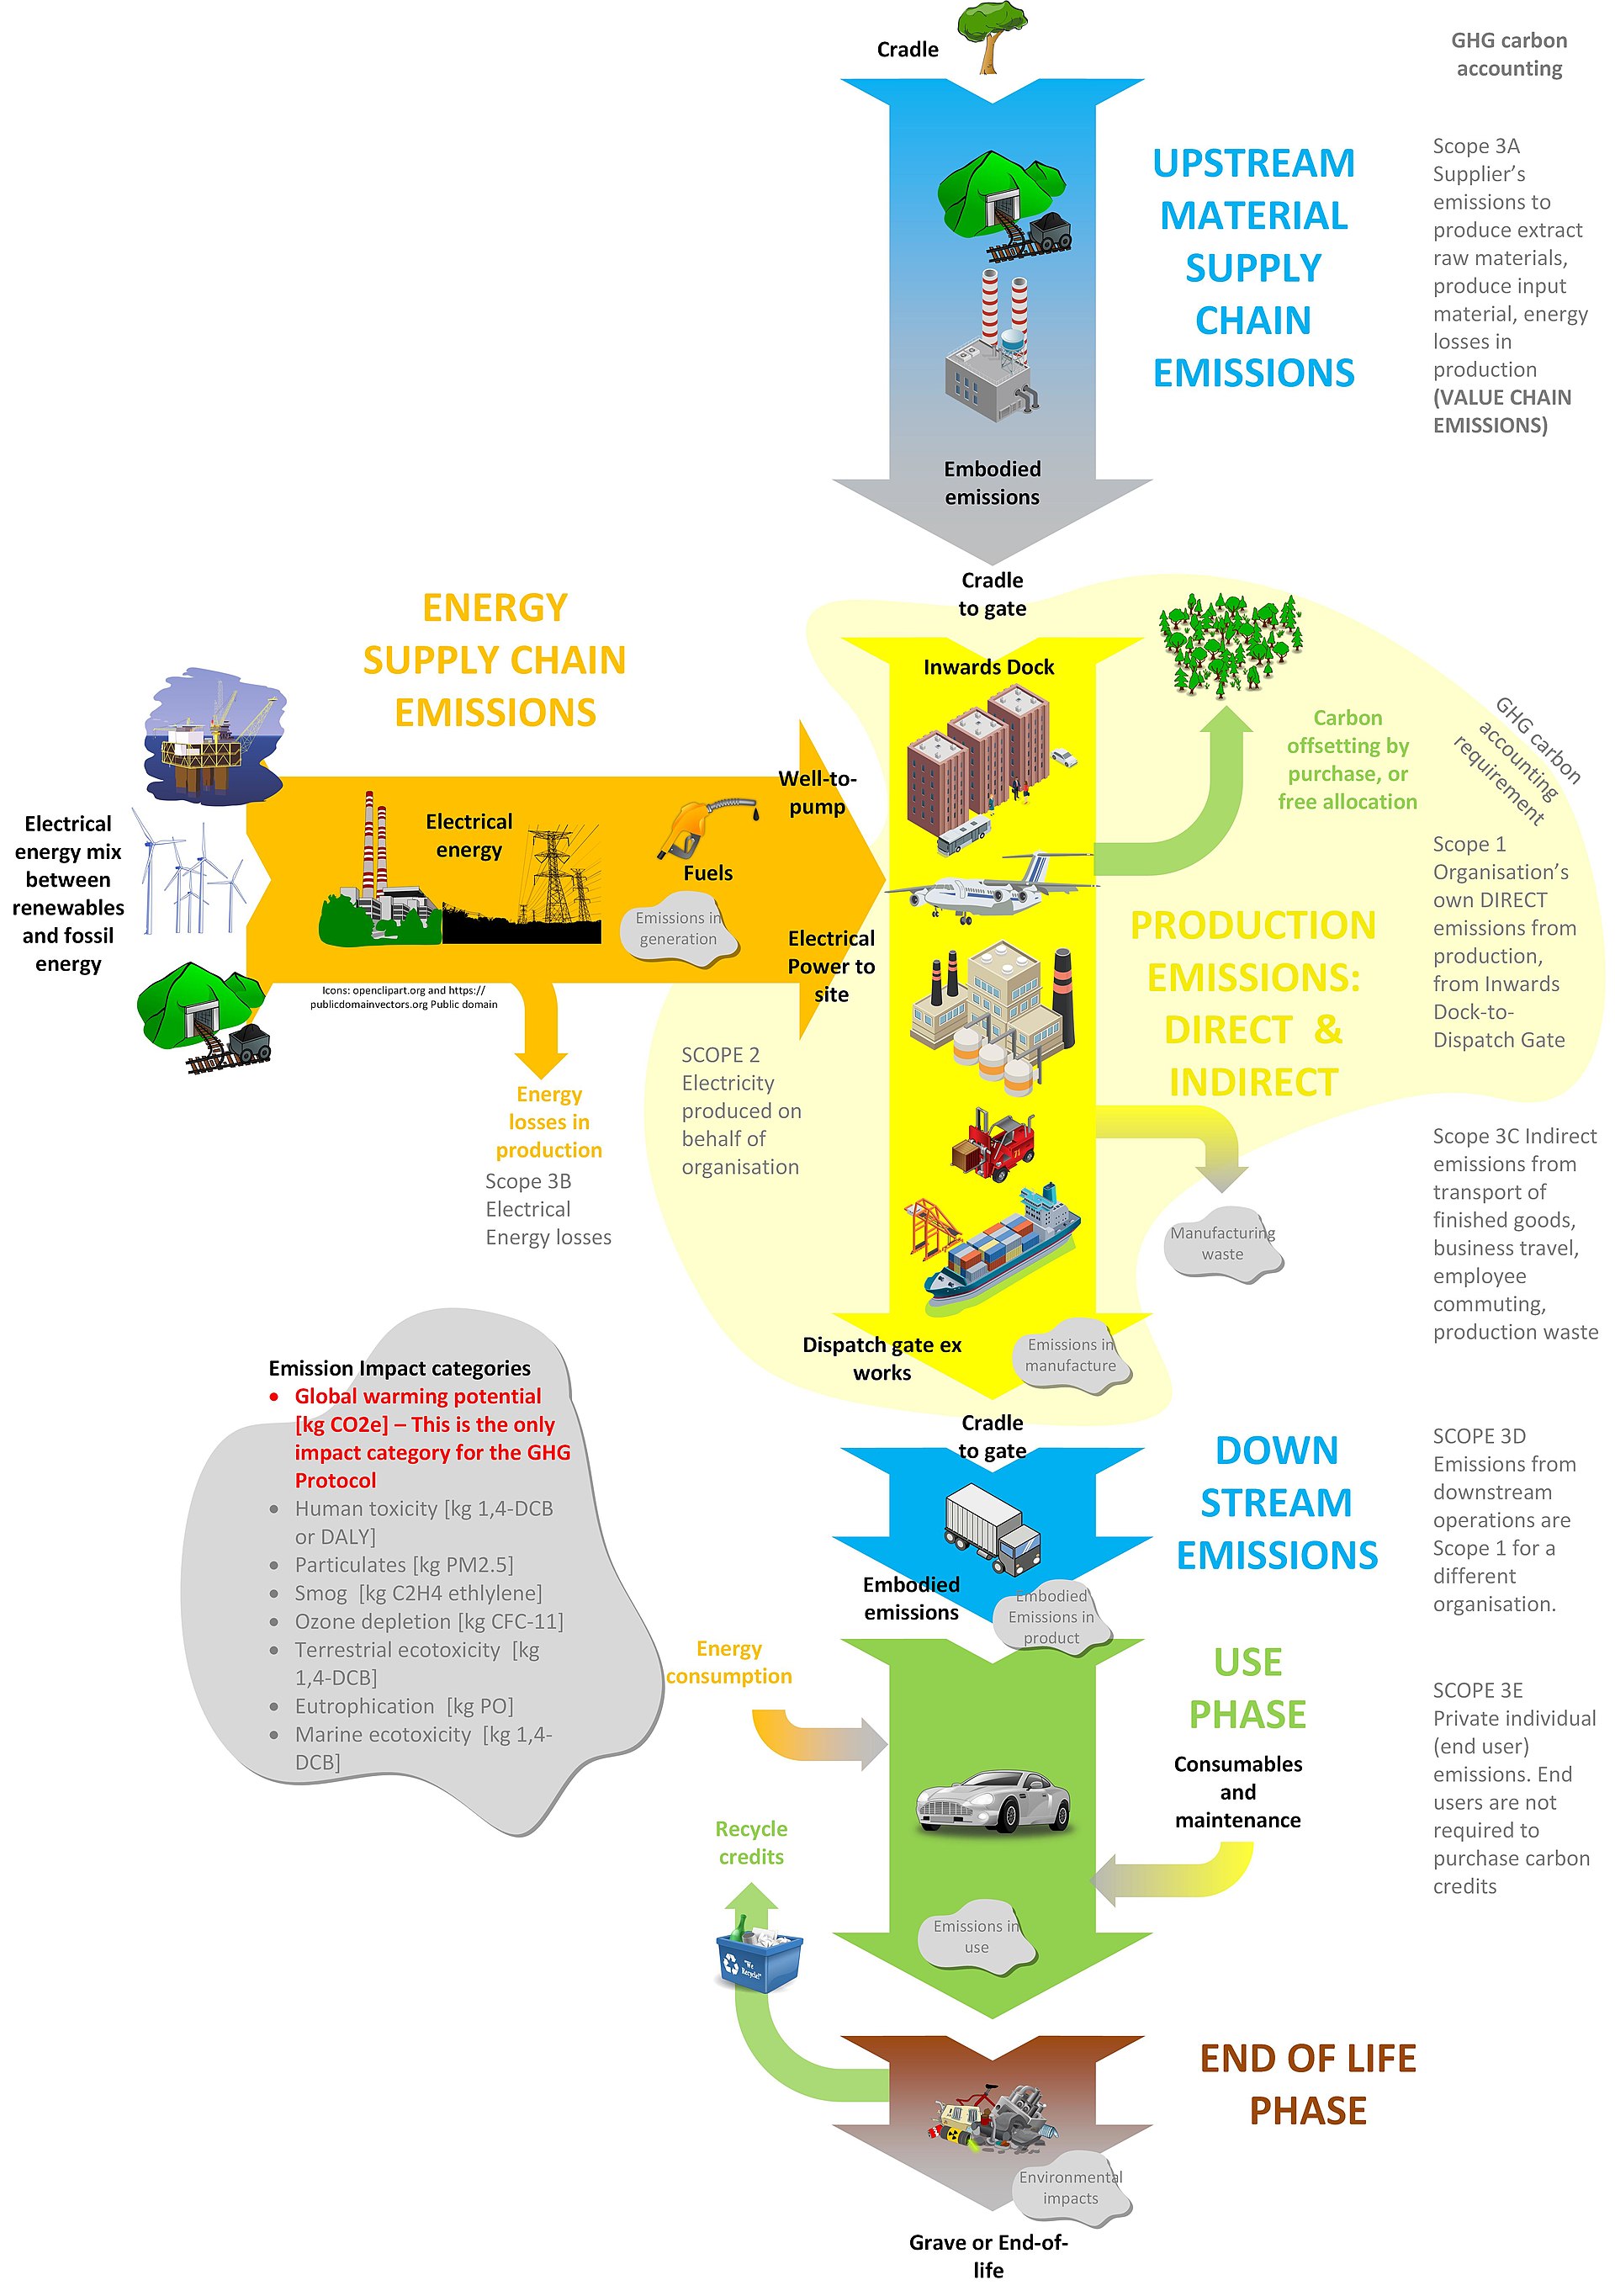 Cradle
GHG carbon
accounting
UPSTREAM
MATERIAL
SUPPLY
CHAIN
EMISSIONS
Scope 3A
Supplier’s
emissions to
produce extract
raw materials,
produce input
material, energy
losses in
production
(VALUE CHAIN
EMISSIONS)
Embodied
emissions
Cradle
to gate
ENERGY
SUPPLY CHAIN
EMISSIONS
Inwards Dock
Carbon
offsetting by
purchase, or
free allocation
GHG carbon
accounting
requirement
Electrical
energy mix
between
renewables
and fossil
energy
Electrical
energy
Fuels
Emissions in
generation
Well-to-
pump
Electrical
Power to
site
Icons: openclipart.org and https://
publicdomainvectors.org Public domain
PRODUCTION
EMISSIONS:
DIRECT &
INDIRECT
Scope 1
Organisation’s
own DIRECT
emissions from
production,
from Inwards
Dock-to-
Dispatch Gate
Energy
losses in
production
Scope 3B
Electrical
Energy losses
SCOPE 2
Electricity
produced on
behalf of
organisation
Manufacturing
waste
Scope 3C Indirect
emissions from
transport of
finished goods,
business travel,
employee
commuting,
production waste
Dispatch gate ex
works
Emissions in
manufacture
Emission Impact categories
• Global warming potential
[kg CO2e] – This is the only
impact category for the GHG
Protocol
• Human toxicity [kg 1,4-DCB
or DALY]
• Particulates [kg PM2.5]
• Smog [kg C2H4 ethlylene]
• Ozone depletion [kg CFC-11]
• Terrestrial ecotoxicity [kg
1,4-DCB]
• Eutrophication [kg PO]
• Marine ecotoxicity [kg 1,4-
DCB]
Cradle
to gate
DOWN
STREAM
EMISSIONS
SCOPE 3D
Emissions from
downstream
operations are
Scope 1 for a
different
organisation.
Embodied
emissions
Embodied
Emissions in
product
Energy
consumption
USE
PHASE
Consumables
and
maintenance
SCOPE 3E
Private individual
(end user)
emissions. End
users are not
required to
purchase carbon
credits
Recycle
credits
"We
Recycle!"
Emissions in
use
END OF LIFE
PHASE
Environmental
impacts
Grave or End-of-
life